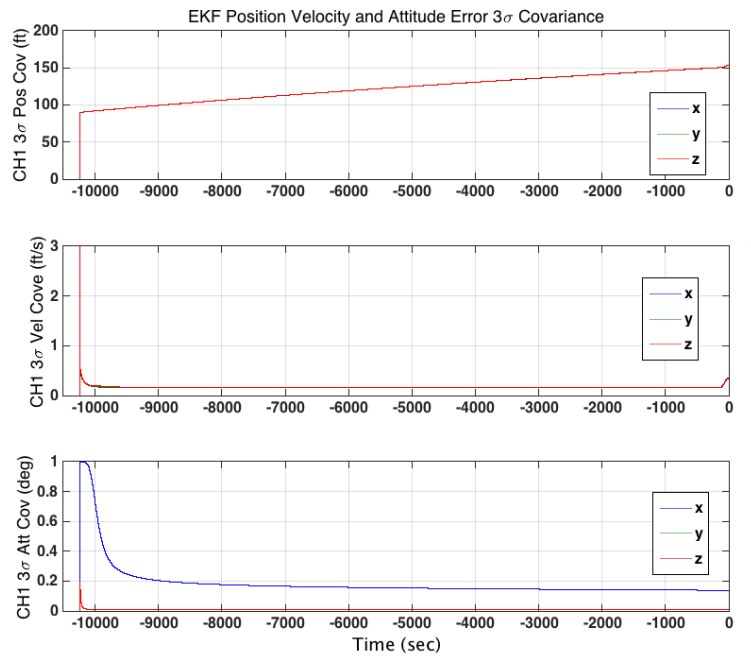 EKF Position Velocity and Attitude Error 3σ Covariance
CH1 3σ Pos Cov (ft)
200
150
100
50
0
x
y
z
-10000 -9000 -8000 -7000 -6000 -5000 -4000 -3000 -2000 -1000 0
CH1 3σ Vel Cove (ft/s)
3
2
1
0
x
y
z
-10000 -9000 -8000 -7000 -6000 -5000 -4000 -3000 -2000 -1000 0
CH1 3σ Att Cov (deg)
1
0.8
0.6
0.4
0.2
0
x
y
z
-10000 -9000 -8000 -7000 -6000 -5000 -4000 -3000 -2000 -1000 0
Time (sec)